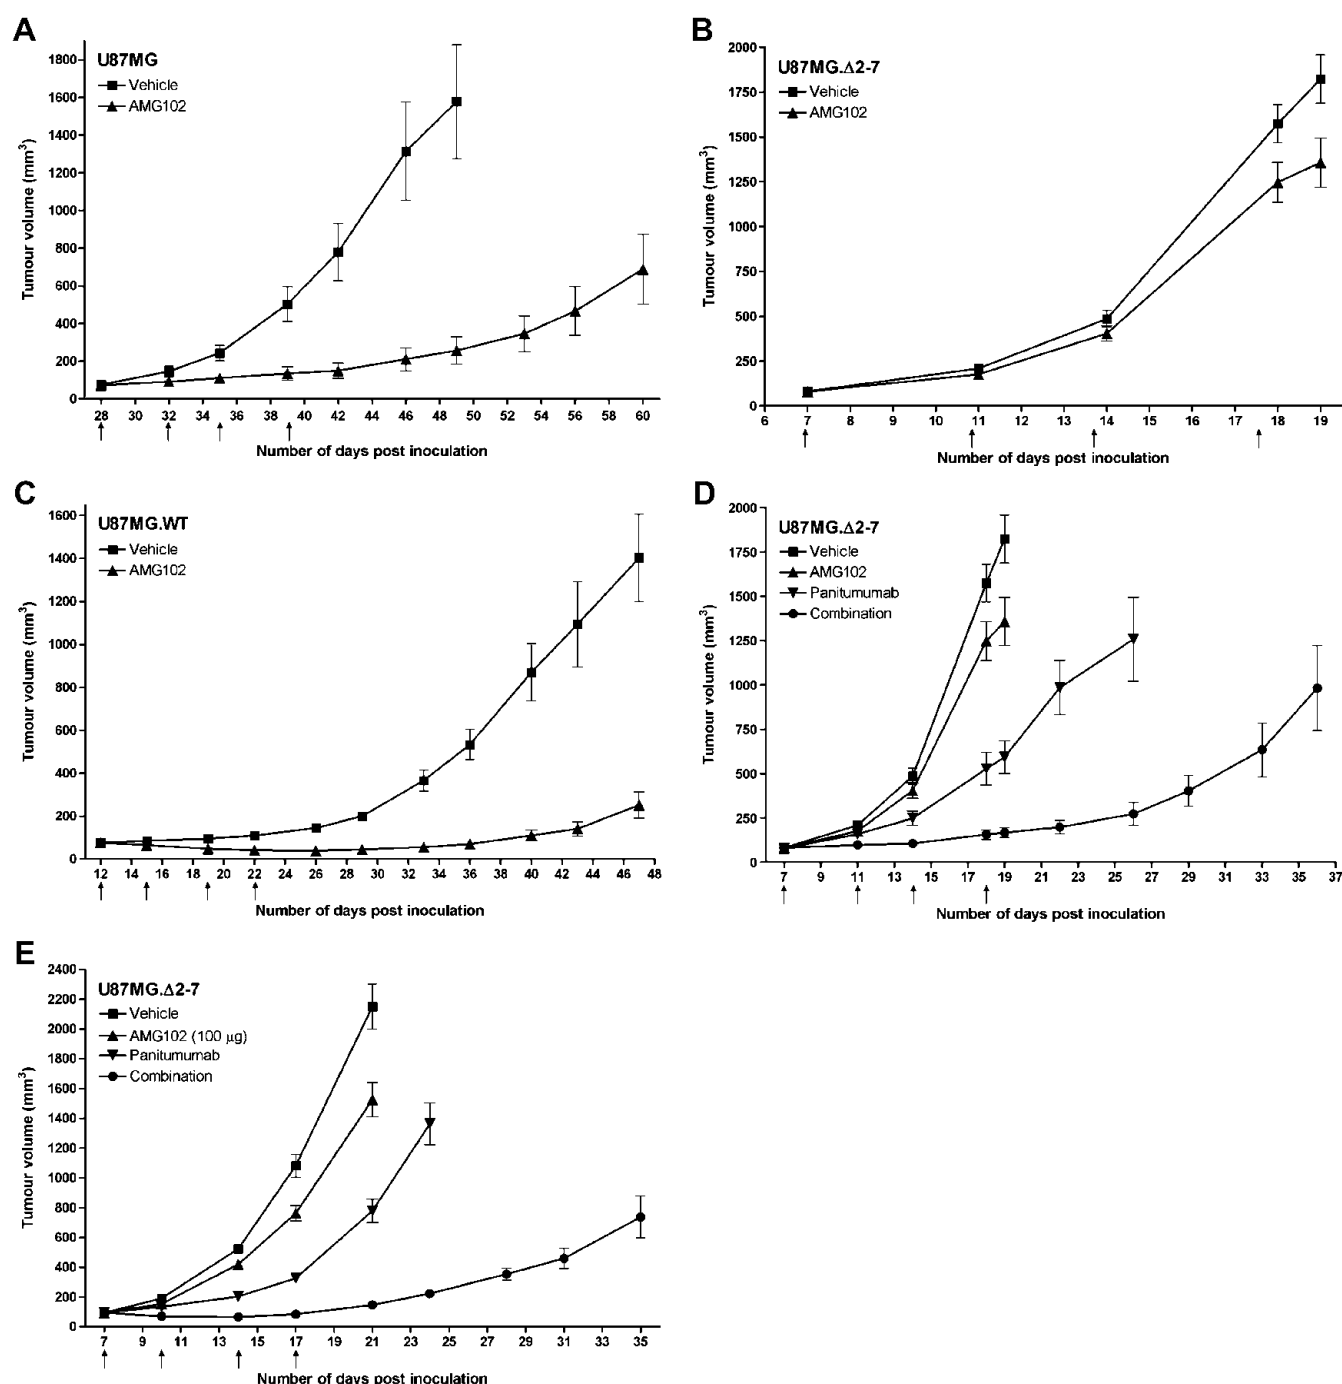 A
U87MG
Vehicle
AMG102
Tumour volume (mm³)
1800
1600
1400
1200
1000
800
600
400
200
0
28 30 32 34 36 38 40 42 44 46 48 50 52 54 56 58 60
Number of days post inoculation
B
U87MG.Δ2-7
Vehicle
AMG102
Tumour volume (mm³)
2000
1750
1500
1250
1000
750
500
250
0
6 7 8 9 10 11 12 13 14 15 16 17 18 19
Number of days post inoculation
C
U87MG.WT
Vehicle
AMG102
Tumour volume (mm³)
1600
1400
1200
1000
800
600
400
200
0
12 14 16 18 20 22 24 26 28 30 32 34 36 38 40 42 44 46 48
Number of days post inoculation
D
U87MG.Δ2-7
Vehicle
AMG102
Panitumumab
Combination
Tumour volume (mm³)
2000
1750
1500
1250
1000
750
500
250
0
7 9 11 13 15 17 19 21 23 25 27 29 31 33 35 37
Number of days post inoculation
E
U87MG.Δ2-7
Vehicle
AMG102 (100 µg)
Panitumumab
Combination
Tumour volume (mm³)
2400
2200
2000
1800
1600
1400
1200
1000
800
600
400
200
0
7 9 11 13 15 17 19 21 23 25 27 29 31 33 35
Number of days post inoculation